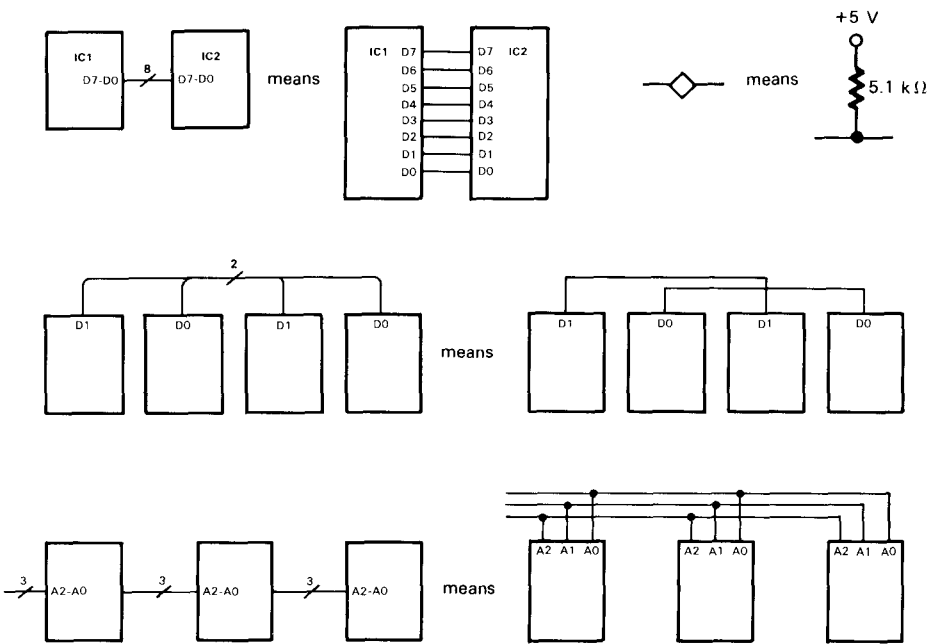 IC1
D7-D0
8
IC2
D7-D0
means
IC1
D7
D6
D5
D4
D3
D2
D1
D0
IC2
D7
D6
D5
D4
D3
D2
D1
D0
means
+5 V
5.1 kΩ
2
D1
D0
D1
D0
means
D1
D0
D1
D0
3
A2-A0
3
A2-A0
3
A2-A0
means
A2 A1 A0
A2 A1 A0
A2 A1 A0